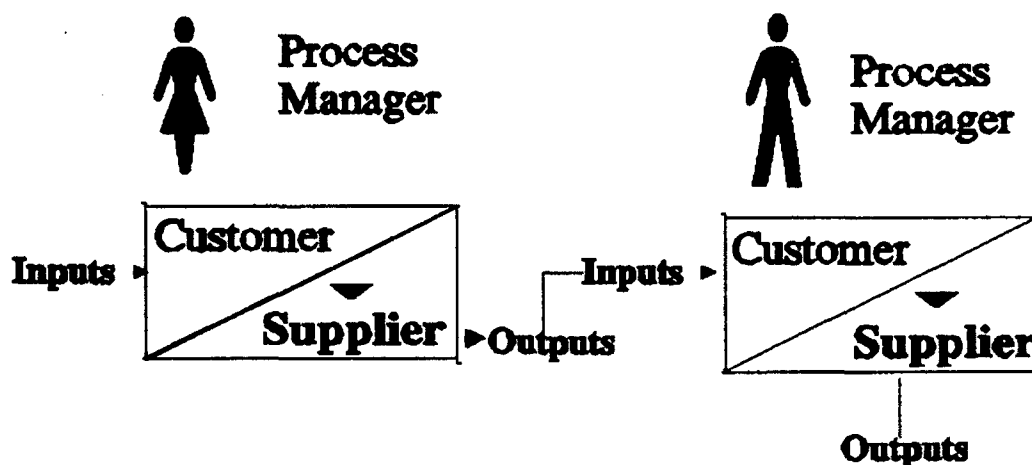 Process
Manager
Process
Manager
Customer
Inputs
Supplier
Outputs
Inputs
Customer
Supplier
Outputs